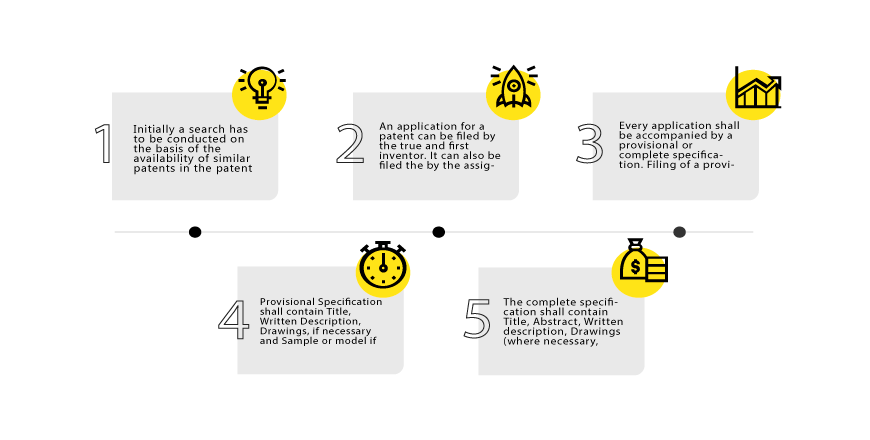 1
Initially a search has
to be conducted on
the basis of the
availability of similar
patents in the patent
2
An application for a
patent can be filed by
the true and first
inventor. It can also be
filed the by the assig-
3
Every application shall
be accompanied by a
provisional or
complete specifica-
tion. Filing of a provi-
4
Provisional Specification
shall contain Title,
Written Description,
Drawings, if necessary
and Sample or model if
5
The complete specifi-
cation shall contain
Title, Abstract, Written
description, Drawings
(where necessary,
$